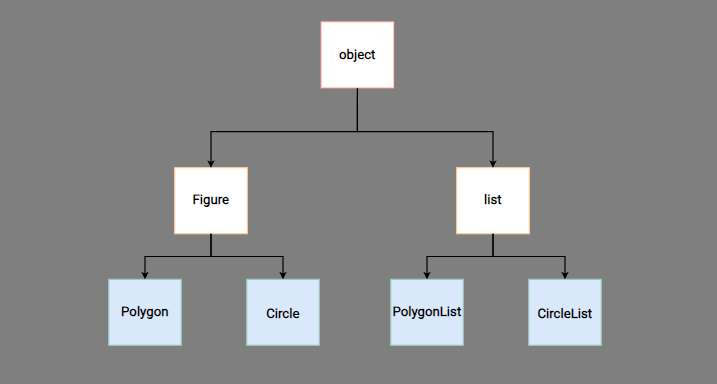 object
Figure
list
Polygon
Circle
PolygonList
CircleList